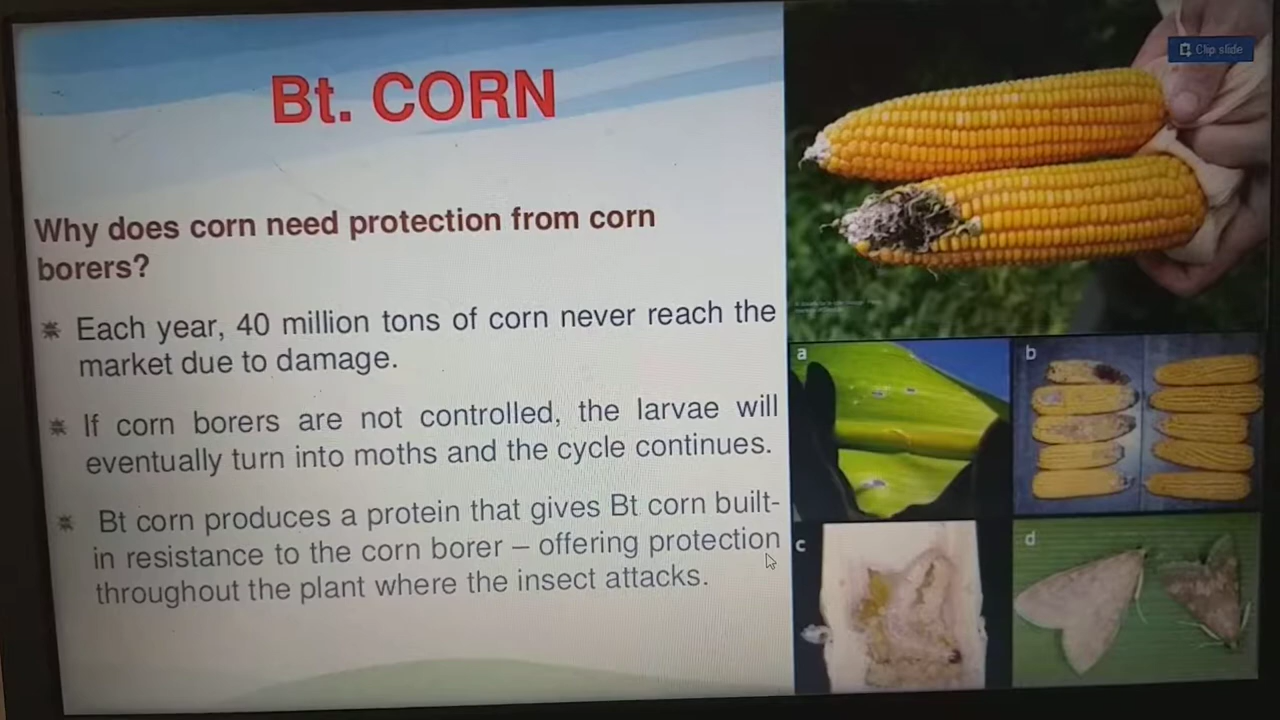 Bt. CORN
Clip slide
Why does corn need protection from corn
borers?
Each year, 40 million tons of corn never reach the
market due to damage.
If corn borers are not controlled, the larvae will
eventually turn into moths and the cycle continues.
Bt corn produces a protein that gives Bt corn built-
in resistance to the corn borer – offering protection
throughout the plant where the insect attacks.
a
b
c
d